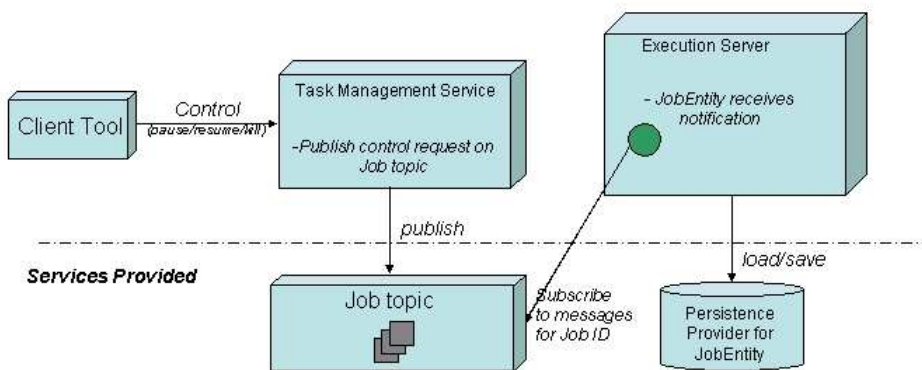 Client Tool
Control
(pause/resume/kill)
Task Management Service
-Publish control request on
Job topic
Execution Server
- JobEntity receives
notification
publish
load/save
Services Provided
Job topic
Subscribe
to messages
for Job ID
Persistence
Provider for
JobEntity